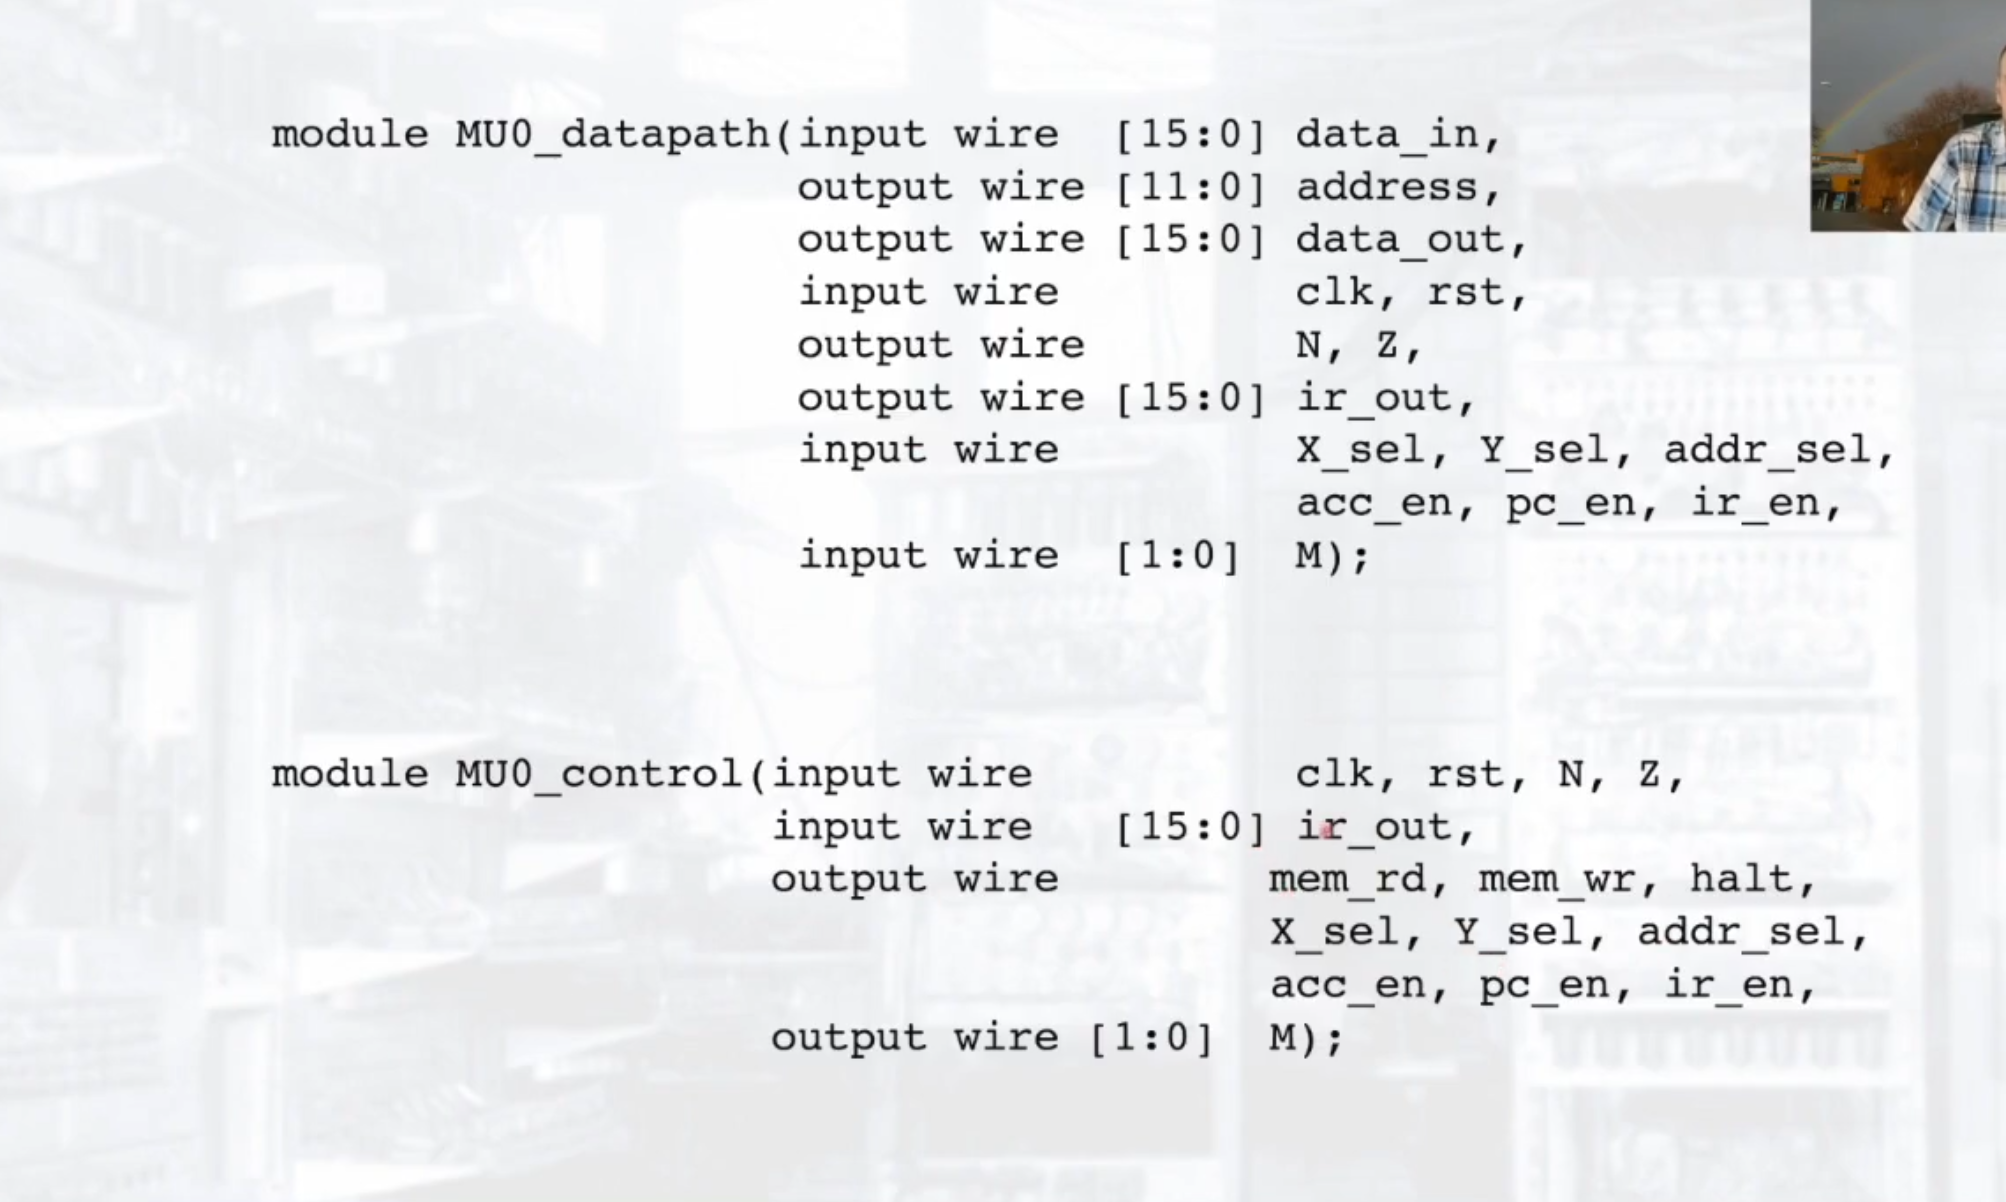 module MU0_datapath(input wire  [15:0] data_in,
output wire [11:0] address,
output wire [15:0] data_out,
input wire         clk, rst,
output wire        N, Z,
output wire [15:0] ir_out,
input wire         X_sel, Y_sel, addr_sel,
acc_en, pc_en, ir_en,
input wire  [1:0]  M);
module MU0_control(input wire          clk, rst, N, Z,
input wire   [15:0] ir_out,
output wire        mem_rd, mem_wr, halt,
X_sel, Y_sel, addr_sel,
acc_en, pc_en, ir_en,
output wire [1:0]  M);